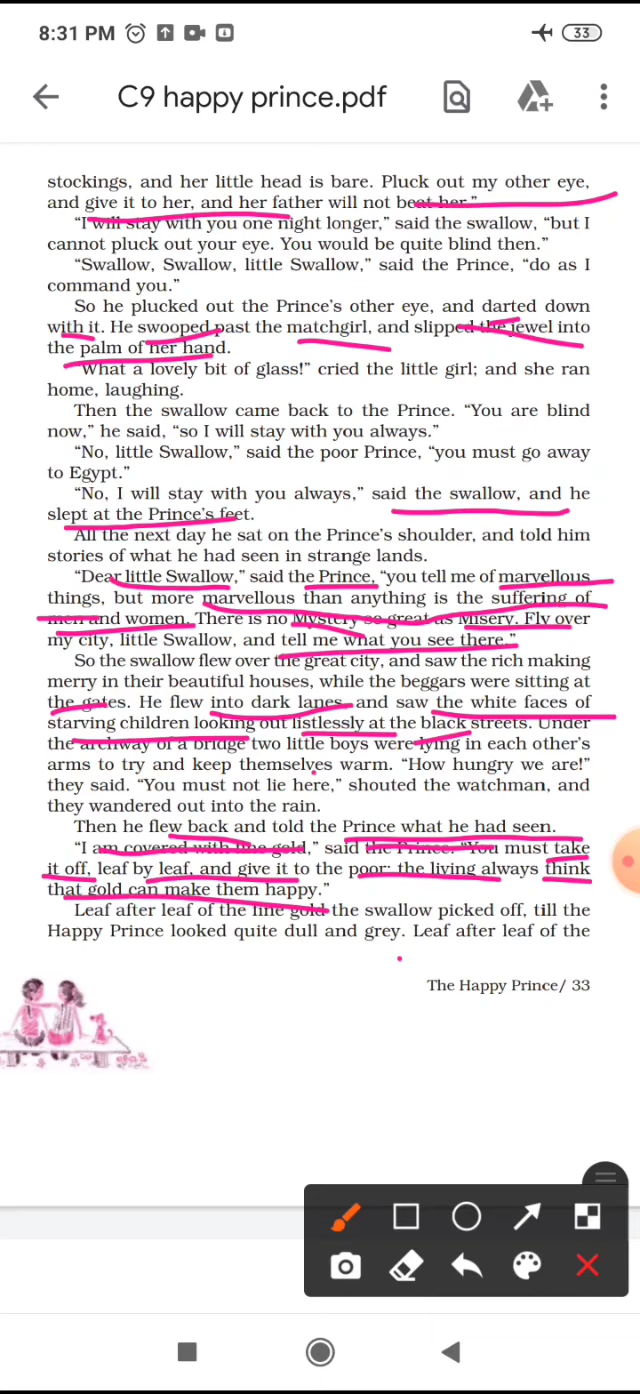 8:31 PM
33
C9 happy prince.pdf
stockings, and her little head is bare. Pluck out my other eye,
and give it to her, and her father will not beat her.”
“I will stay with you one night longer,” said the swallow, “but I
cannot pluck out your eye. You would be quite blind then.”
“Swallow, Swallow, little Swallow,” said the Prince, “do as I
command you.”
So he plucked out the Prince’s other eye, and darted down
with it. He swooped past the matchgirl, and slipped the jewel into
the palm of her hand.
“What a lovely bit of glass!” cried the little girl; and she ran
home, laughing.
Then the swallow came back to the Prince. “You are blind
now,” he said, “so I will stay with you always.”
“No, little Swallow,” said the poor Prince, “you must go away
to Egypt.”
“No, I will stay with you always,” said the swallow, and he
slept at the Prince’s feet.
All the next day he sat on the Prince’s shoulder, and told him
stories of what he had seen in strange lands.
“Dear little Swallow,” said the Prince, “you tell me of marvellous
things, but more marvellous than anything is the suffering of
men and women. There is no Mystery so great as Misery. Fly over
my city, little Swallow, and tell me what you see there.”
So the swallow flew over the great city, and saw the rich making
merry in their beautiful houses, while the beggars were sitting at
the gates. He flew into dark lanes, and saw the white faces of
starving children looking out listlessly at the black streets. Under
the archway of a bridge two little boys were lying in each other’s
arms to try and keep themselves warm. “How hungry we are!”
they said. “You must not lie here,” shouted the watchman, and
they wandered out into the rain.
Then he flew back and told the Prince what he had seen.
“I am covered with fine gold,” said the Prince. “You must take
it off, leaf by leaf, and give it to the poor; the living always think
that gold can make them happy.”
Leaf after leaf of the fine gold the swallow picked off, till the
Happy Prince looked quite dull and grey. Leaf after leaf of the
The Happy Prince/ 33